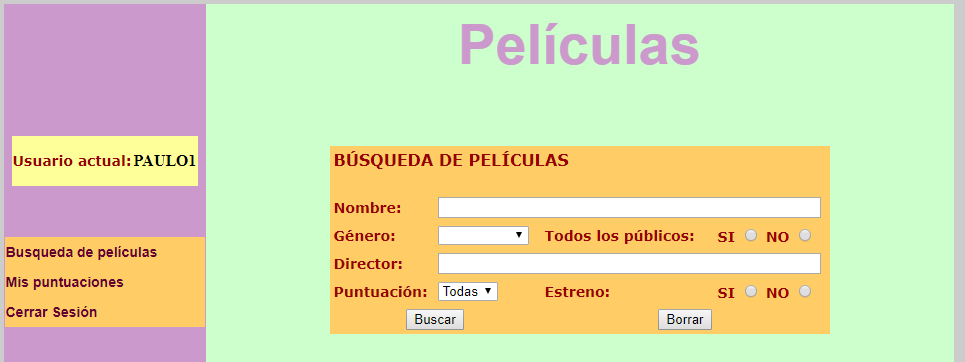 Películas
Usuario actual: PAULO1
Busqueda de películas
Mis puntuaciones
Cerrar Sesión
BÚSQUEDA DE PELÍCULAS
Nombre:
Género: Todos los públicos: SI NO
Director:
Puntuación: Todas Estreno: SI NO
Buscar Borrar